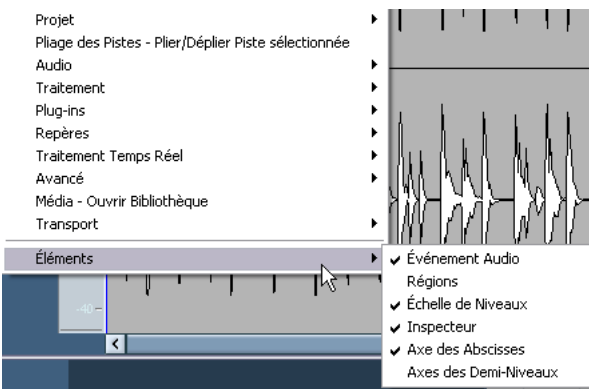 Projet
Pliage des Pistes - Plier/Déplier Piste sélectionnée
Audio
Traitement
Plug-ins
Repères
Traitement Temps Réel
Avancé
Média - Ouvrir Bibliothèque
Transport
Éléments
Événement Audio
Régions
Échelle de Niveaux
Inspecteur
Axe des Abscisses
Axes des Demi-Niveaux
-40